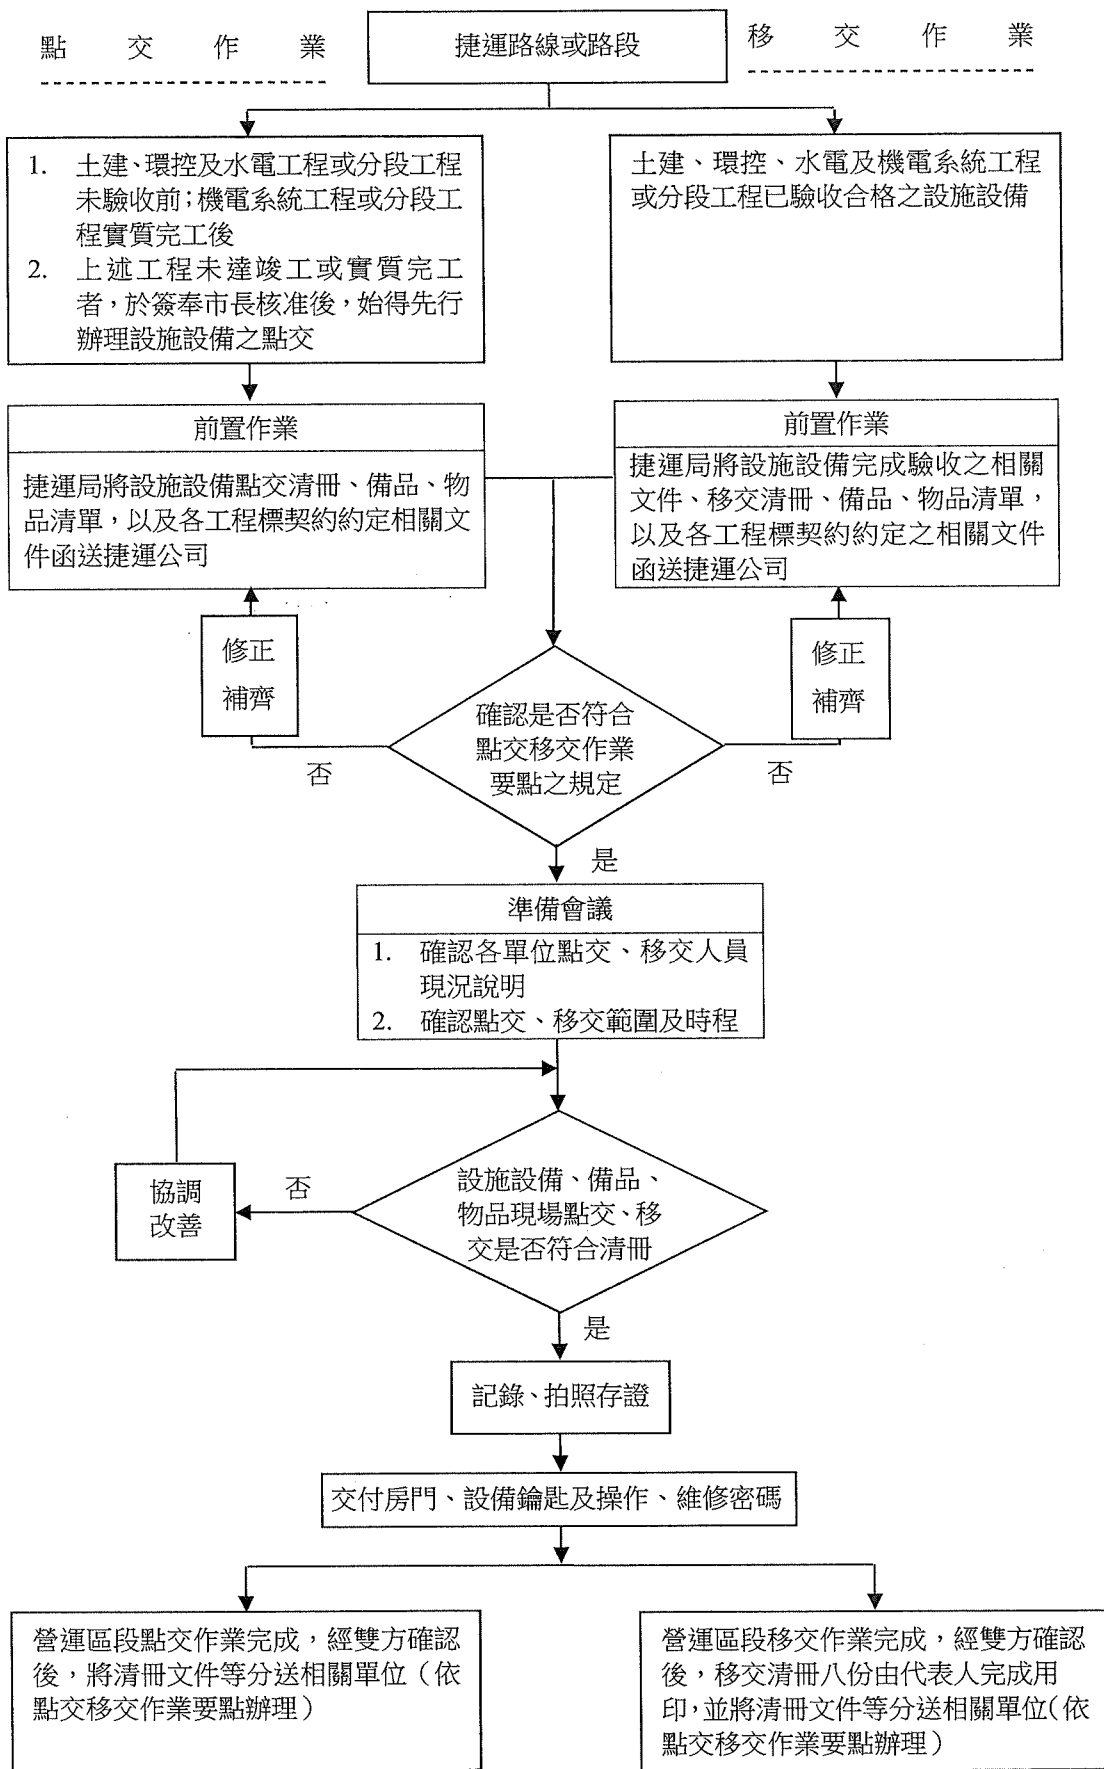 點交作業
捷運路線或路段
移交作業
1. 土建、環控及水電工程或分段工程
未驗收前;機電系統工程或分段工
程實質完工後
2. 上述工程未達竣工或實質完工
者,於簽奉市長核准後,始得先行
辦理設施設備之點交
土建、環控、水電及機電系統工程
或分段工程已驗收合格之設施設備
前置作業
捷運局將設施設備點交清冊、備品、物
品清單,以及各工程標契約約定相關文
件函送捷運公司
前置作業
捷運局將設施設備完成驗收之相關
文件、移交清冊、備品、物品清單,
以及各工程標契約約定之相關文件
函送捷運公司
修正
補齊
修正
補齊
確認是否符合
點交移交作業
要點之規定
否
否
是
準備會議
1. 確認各單位點交、移交人員
現況說明
2. 確認點交、移交範圍及時程
協調
改善
否
設施設備、備品、
物品現場點交、移
交是否符合清冊
是
記錄、拍照存證
交付房門、設備鑰匙及操作、維修密碼
營運區段點交作業完成,經雙方確認
後,將清冊文件等分送相關單位(依
點交移交作業要點辦理)
營運區段移交作業完成,經雙方確認
後,移交清冊八份由代表人完成用
印,並將清冊文件等分送相關單位(依
點交移交作業要點辦理)